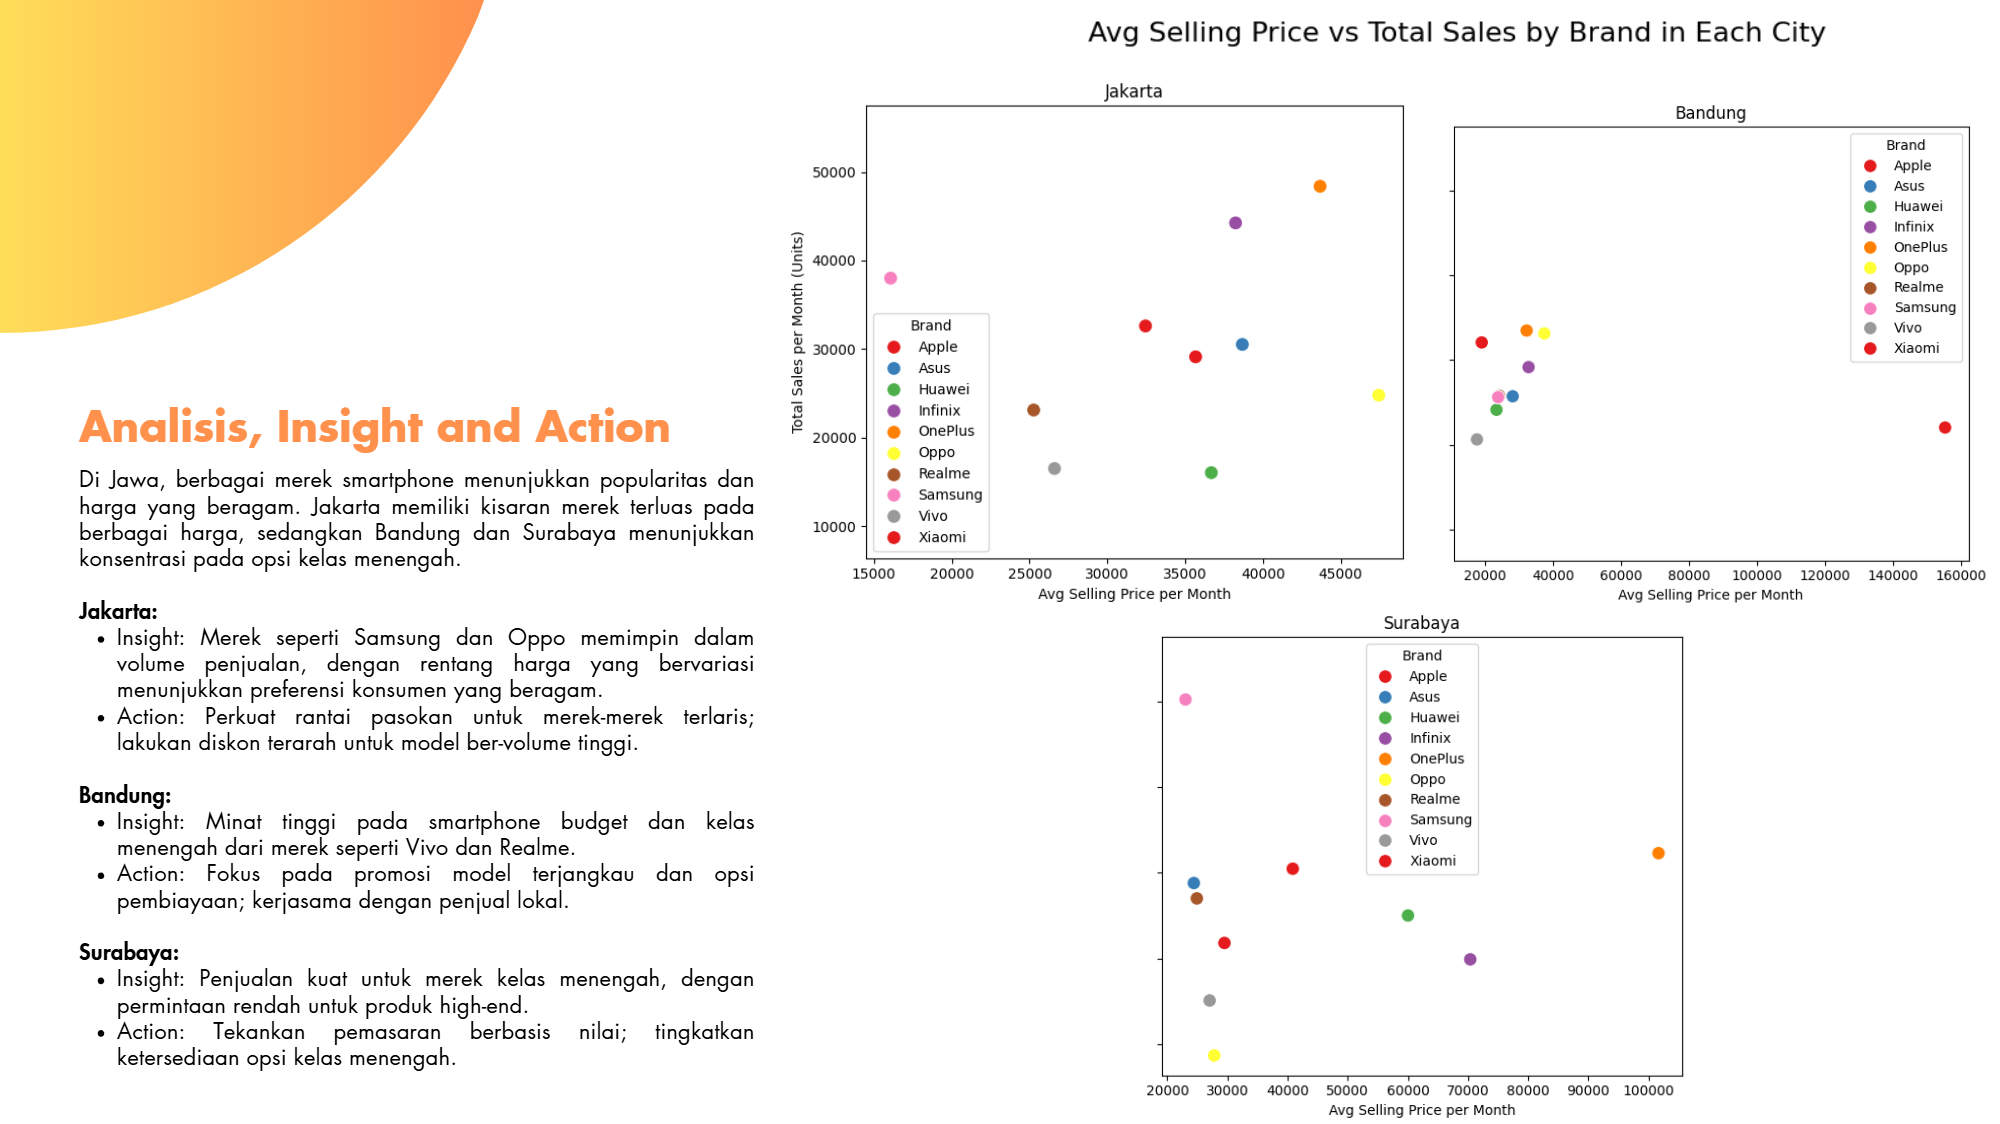 Analisis, Insight and Action
Di Jawa, berbagai merek smartphone menunjukkan popularitas dan
harga yang beragam. Jakarta memiliki kisaran merek terluas pada
berbagai harga, sedangkan Bandung dan Surabaya menunjukkan
konsentrasi pada opsi kelas menengah.
Jakarta:
• Insight: Merek seperti Samsung dan Oppo memimpin dalam
volume penjualan, dengan rentang harga yang bervariasi
menunjukkan preferensi konsumen yang beragam.
• Action: Perkuat rantai pasokan untuk merek-merek terlaris;
lakukan diskon terarah untuk model ber-volume tinggi.
Bandung:
• Insight: Minat tinggi pada smartphone budget dan kelas
menengah dari merek seperti Vivo dan Realme.
• Action: Fokus pada promosi model terjangkau dan opsi
pembiayaan; kerjasama dengan penjual lokal.
Surabaya:
• Insight: Penjualan kuat untuk merek kelas menengah, dengan
permintaan rendah untuk produk high-end.
• Action: Tekankan pemasaran berbasis nilai; tingkatkan
ketersediaan opsi kelas menengah.
Avg Selling Price vs Total Sales by Brand in Each City
Jakarta
Total Sales per Month (Units)
50000
40000
30000
20000
10000
Brand
Apple
Asus
Huawei
Infinix
OnePlus
Oppo
Realme
Samsung
Vivo
Xiaomi
15000 20000 25000 30000 35000 40000 45000
Avg Selling Price per Month
Bandung
Brand
Apple
Asus
Huawei
Infinix
OnePlus
Oppo
Realme
Samsung
Vivo
Xiaomi
20000 40000 60000 80000 100000 120000 140000 160000
Avg Selling Price per Month
Surabaya
Brand
Apple
Asus
Huawei
Infinix
OnePlus
Oppo
Realme
Samsung
Vivo
Xiaomi
20000 30000 40000 50000 60000 70000 80000 90000 100000
Avg Selling Price per Month